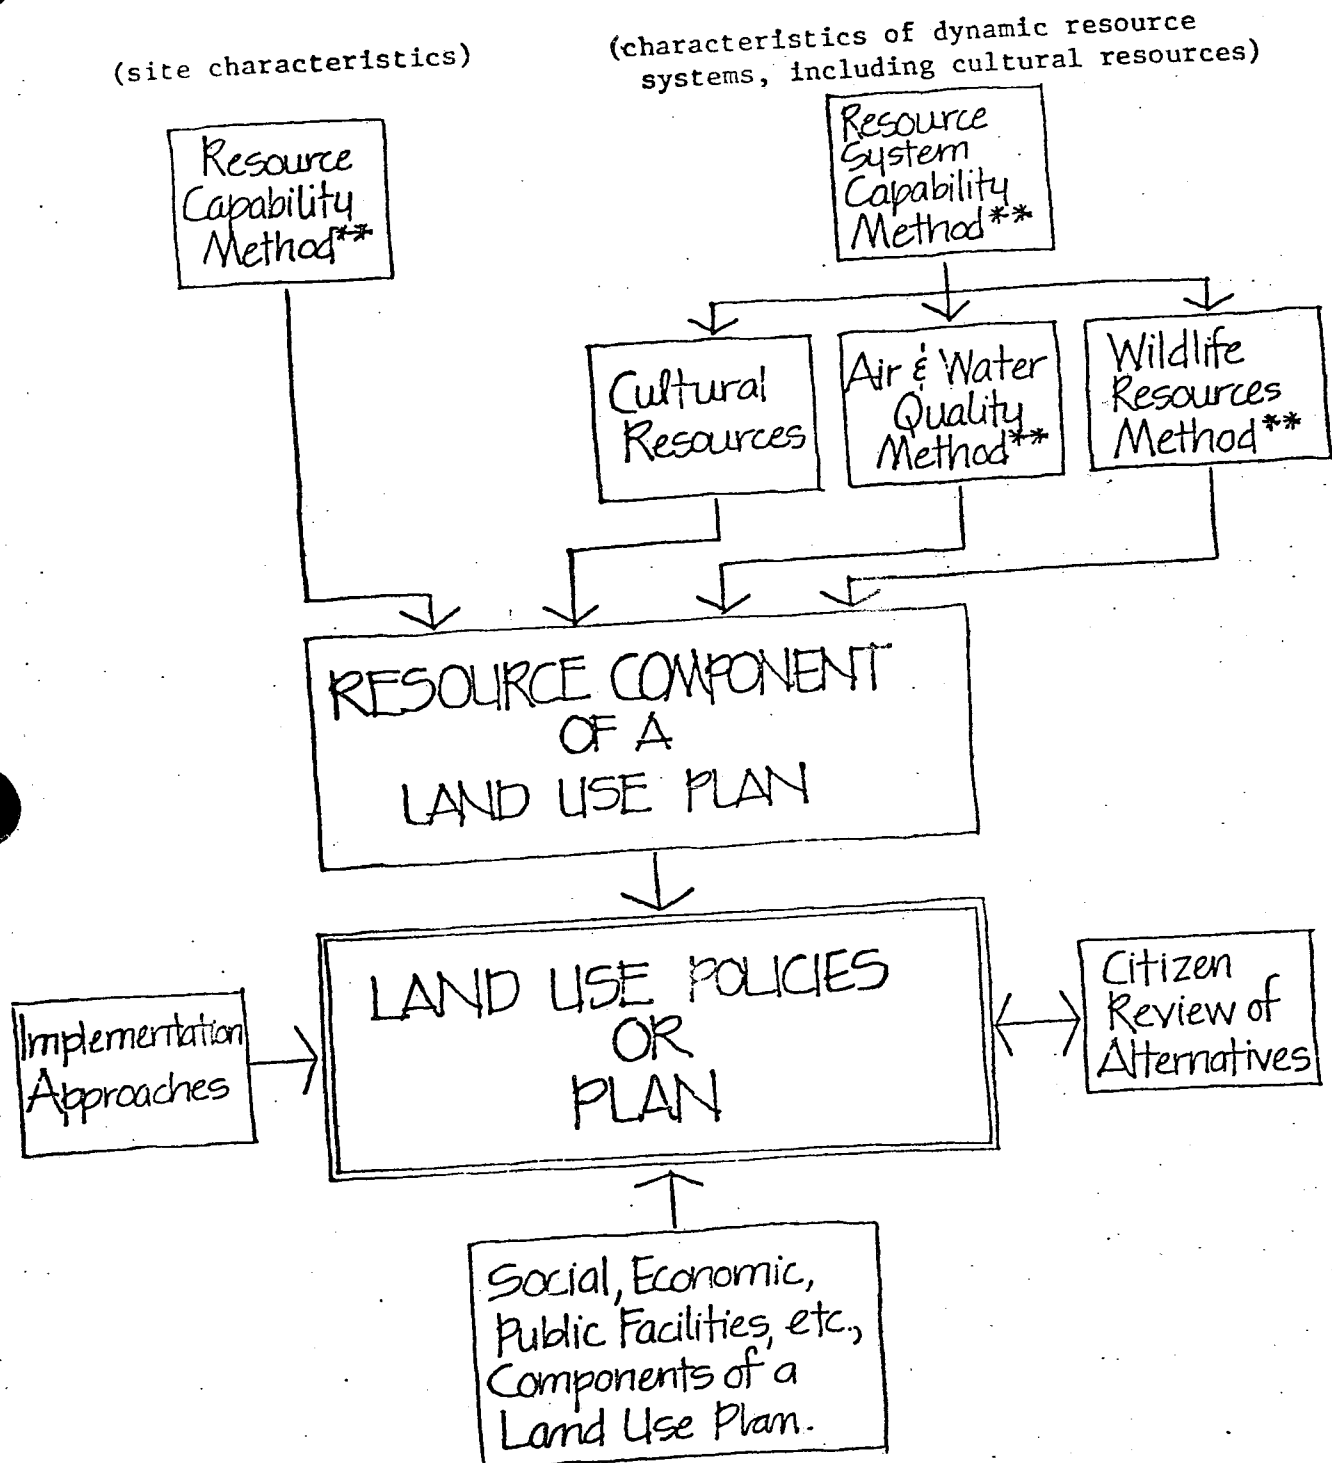 (site characteristics)
(characteristics of dynamic resource
systems, including cultural resources)
Resource
Capability
Method**
Resource
System
Capability
Method**
Cultural
Resources
Air & Water
Quality
Method**
Wildlife
Resources
Method**
RESOURCE COMPONENT
OF A
LAND USE PLAN
LAND USE POLICIES
OR
PLAN
Implementation
Approaches
Citizen
Review of
Alternatives
Social, Economic,
Public Facilities, etc.,
Components of a
Land Use Plan.